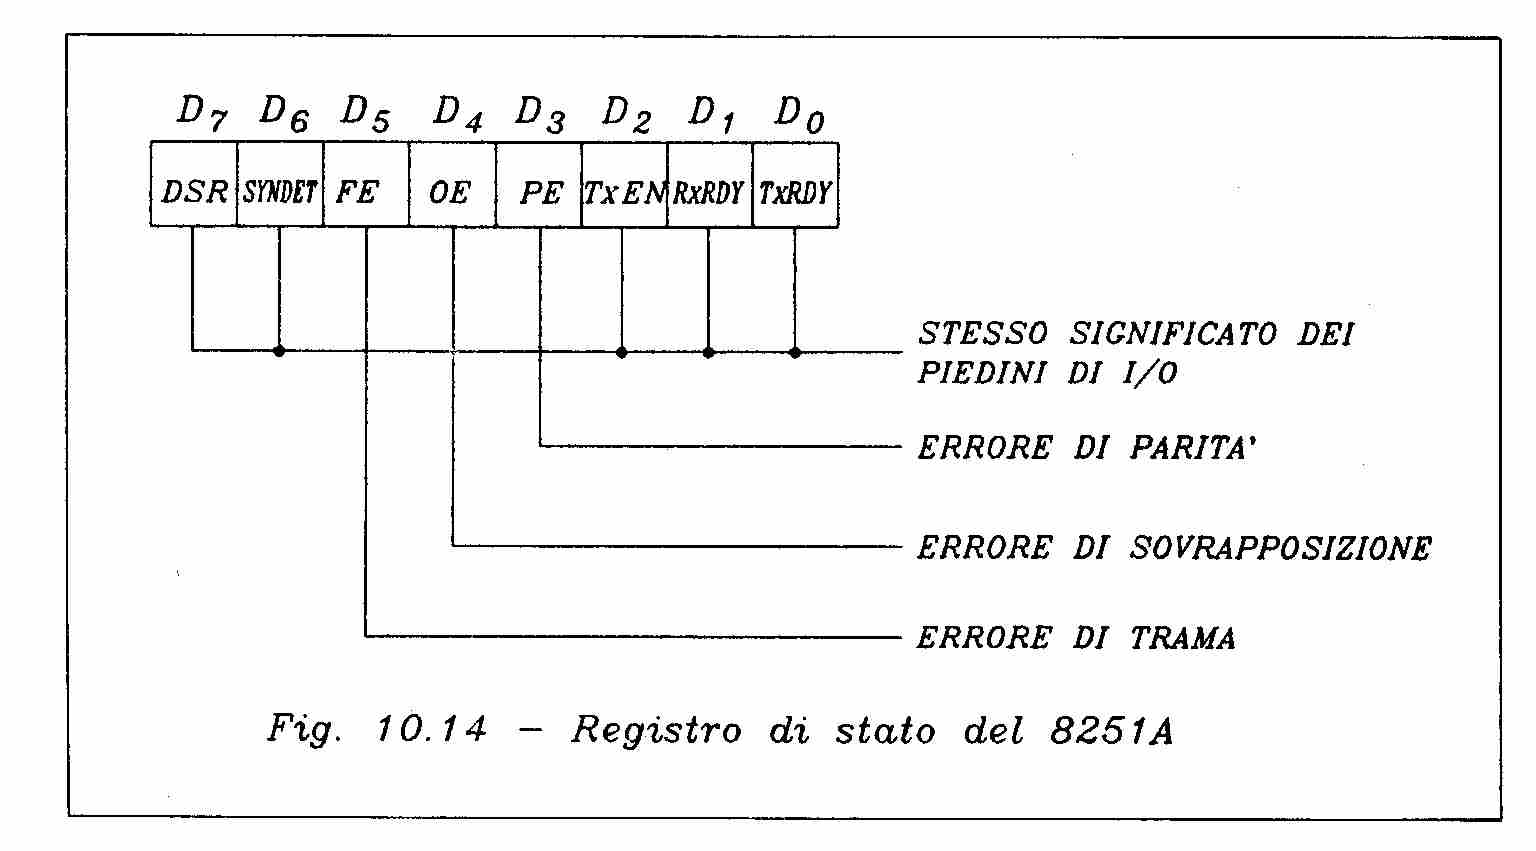 D7 D6 D5 D4 D3 D2 D1 D0
DSR SYNDET FE OE PE TxEN RxRDY TxRDY
STESSO SIGNIFICATO DEI
PIEDINI DI I/O
ERRORE DI PARITA'
ERRORE DI SOVRAPPOSIZIONE
ERRORE DI TRAMA
Fig. 10.14 - Registro di stato del 8251A